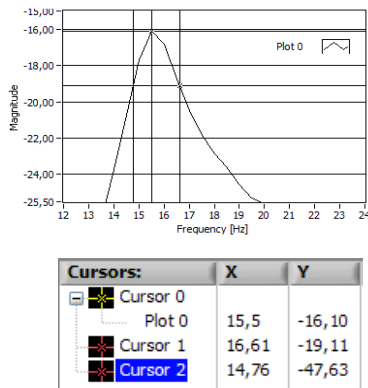 -15,00
-16,00
-18,00
-20,00
-22,00
-24,00
-25,50
Magnitude
Plot 0
12 13 14 15 16 17 18 19 20 21 22 23 24
Frequency [Hz]
Cursors: X Y
Cursor 0
Plot 0 15,5 -16,10
Cursor 1 16,61 -19,11
Cursor 2 14,76 -47,63